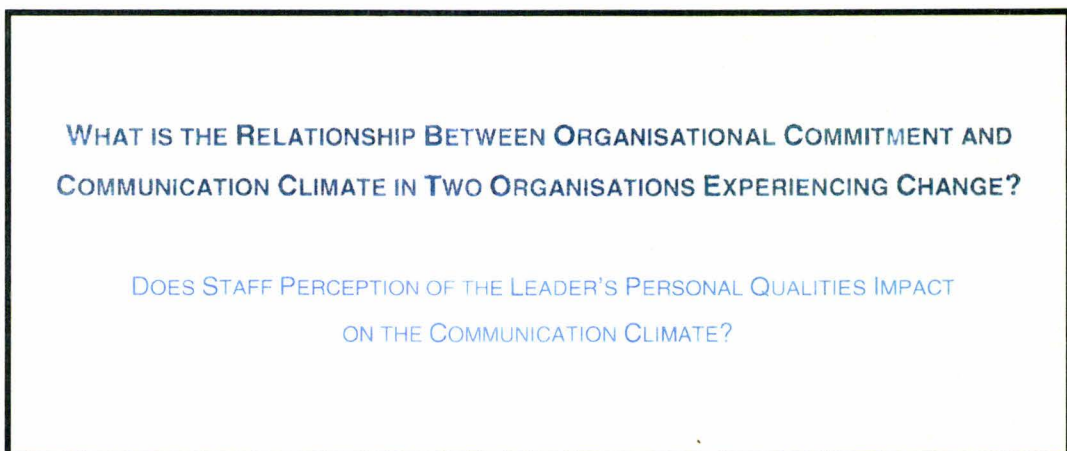 WHAT IS THE RELATIONSHIP BETWEEN ORGANISATIONAL COMMITMENT AND
COMMUNICATION CLIMATE IN TWO ORGANISATIONS EXPERIENCING CHANGE?
DOES STAFF PERCEPTION OF THE LEADER'S PERSONAL QUALITIES IMPACT
ON THE COMMUNICATION CLIMATE?